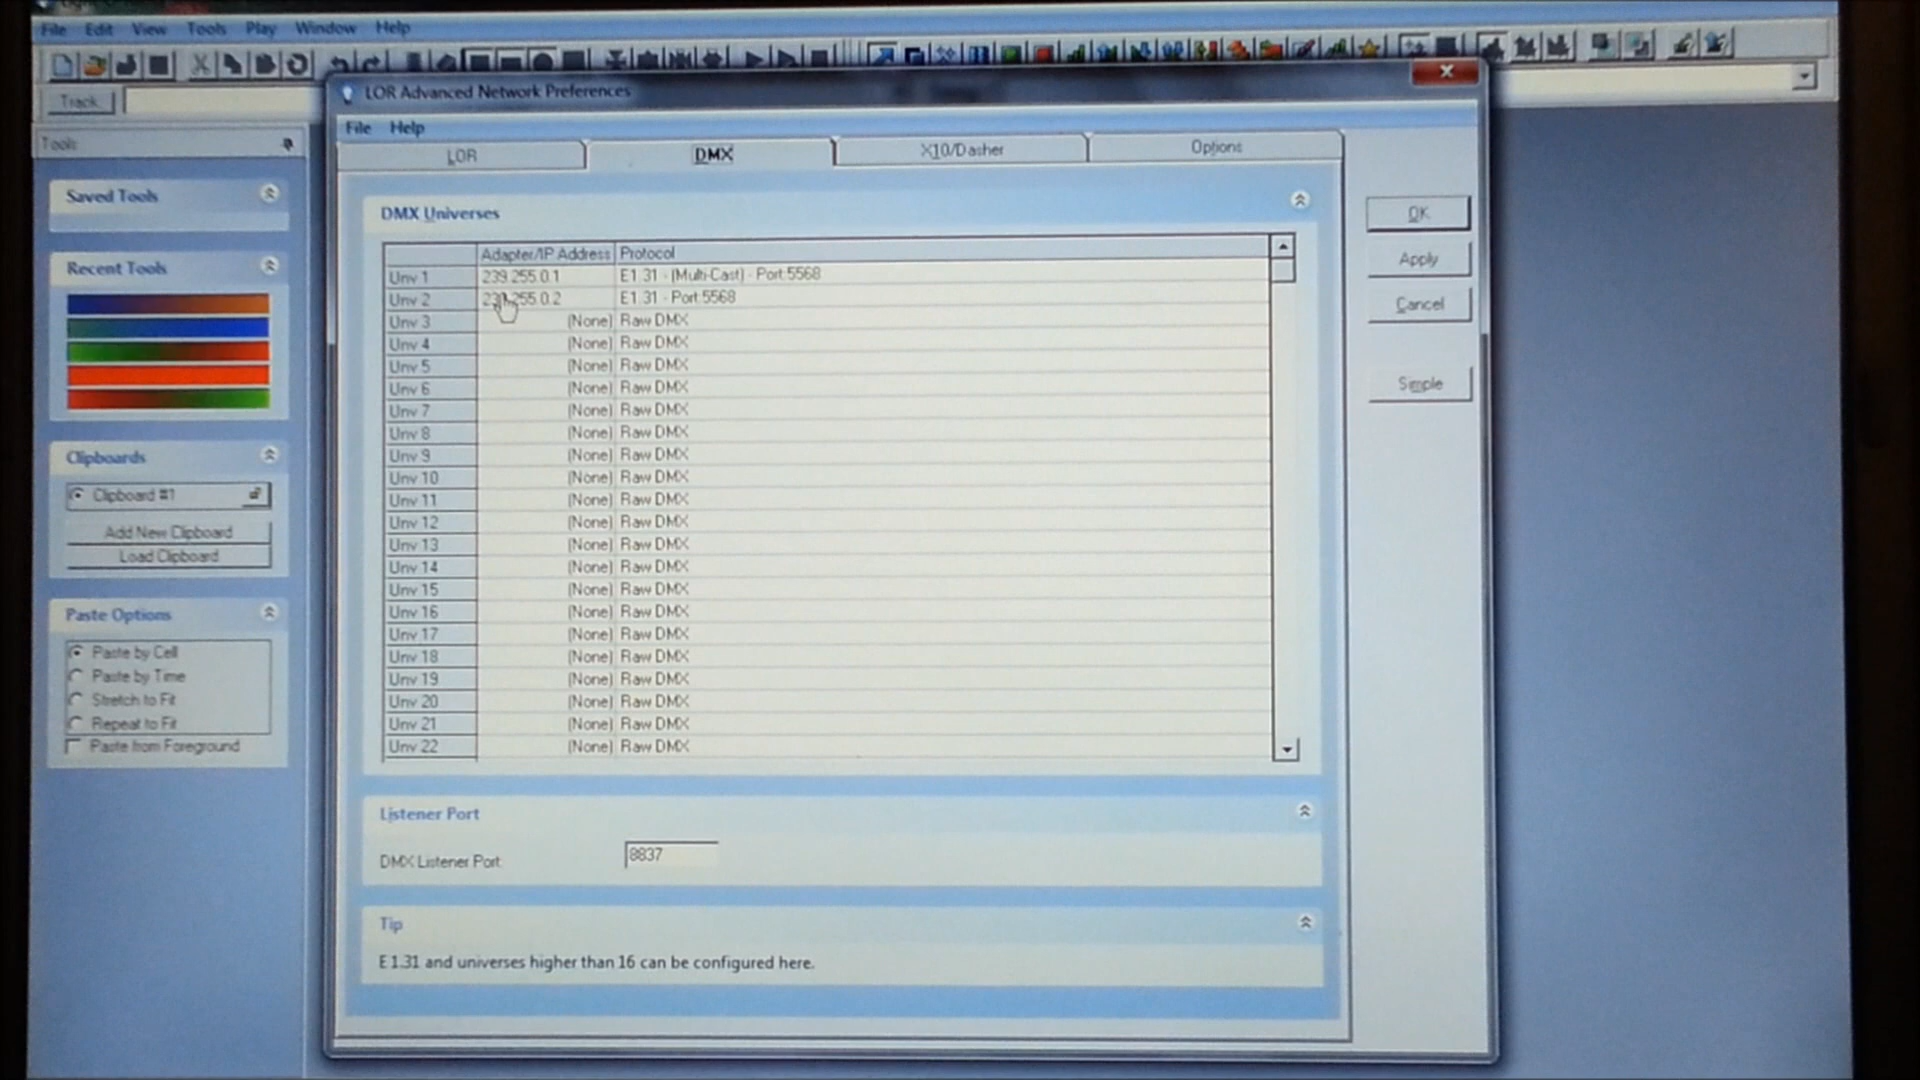 File Edit View Tools Play Window Help
Track
Tools
Saved Tools
Recent Tools
Clipboards
Clipboard #1
Add New Clipboard
Load Clipboard
Paste Options
Paste by Cell
Paste by Time
Stretch to Fit
Repeat to Fit
Paste from Foreground
LOR Advanced Network Preferences
File Help
LOR DMX X10/Dasher Options
DMX Universes
Adapter/IP Address Protocol
Unv 1 239.255.0.1 E1.31 - (Multi-Cast) - Port 5568
Unv 2 239.255.0.2 E1.31 - Port 5568
Unv 3 (None) Raw DMX
Unv 4 (None) Raw DMX
Unv 5 (None) Raw DMX
Unv 6 (None) Raw DMX
Unv 7 (None) Raw DMX
Unv 8 (None) Raw DMX
Unv 9 (None) Raw DMX
Unv 10 (None) Raw DMX
Unv 11 (None) Raw DMX
Unv 12 (None) Raw DMX
Unv 13 (None) Raw DMX
Unv 14 (None) Raw DMX
Unv 15 (None) Raw DMX
Unv 16 (None) Raw DMX
Unv 17 (None) Raw DMX
Unv 18 (None) Raw DMX
Unv 19 (None) Raw DMX
Unv 20 (None) Raw DMX
Unv 21 (None) Raw DMX
Unv 22 (None) Raw DMX
Listener Port
DMX Listener Port 8837
Tip
E1.31 and universes higher than 16 can be configured here.
OK
Apply
Cancel
Simple